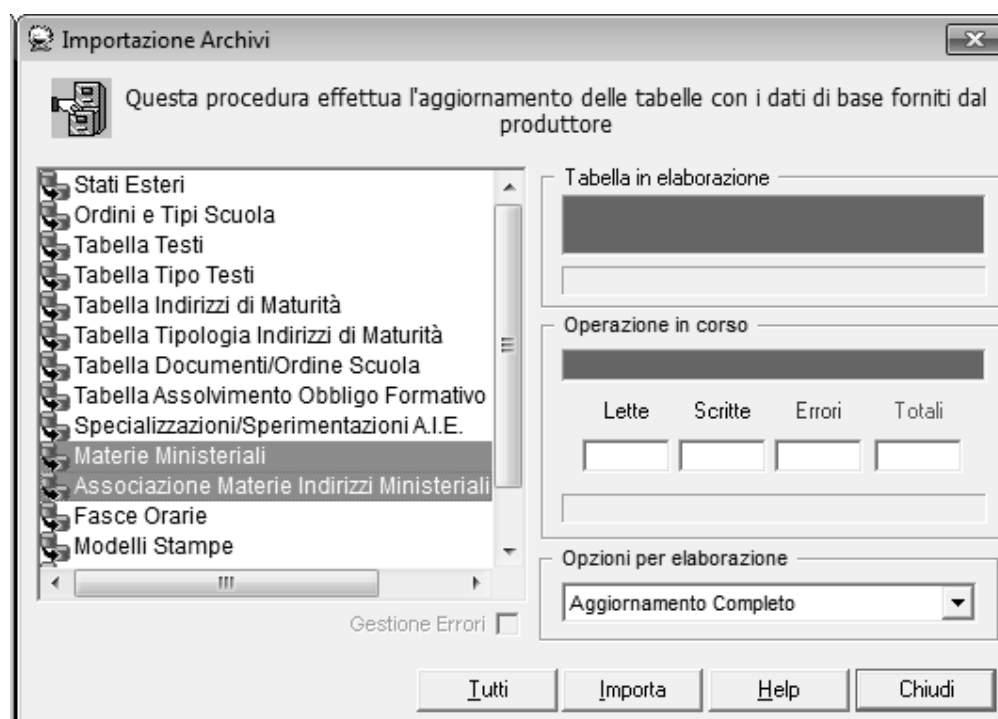 Importazione Archivi
Questa procedura effettua l'aggiornamento delle tabelle con i dati di base forniti dal
produttore
Stati Esteri
Ordini e Tipi Scuola
Tabella Testi
Tabella Tipo Testi
Tabella Indirizzi di Maturità
Tabella Tipologia Indirizzi di Maturità
Tabella Documenti/Ordine Scuola
Tabella Assolvimento Obbligo Formativo
Specializzazioni/Sperimentazioni A.I.E.
Materie Ministeriali
Associazione Materie Indirizzi Ministeriali
Fasce Orarie
Modelli Stampe
Gestione Errori
Tabella in elaborazione
Operazione in corso
Lette Scritte Errori Totali
Opzioni per elaborazione
Aggiornamento Completo
Tutti Importa Help Chiudi